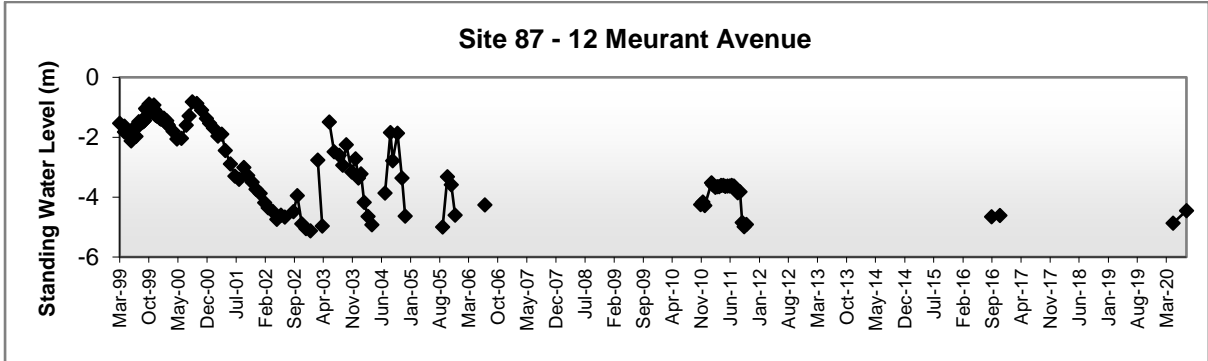 Site 87 - 12 Meurant Avenue
Standing Water Level (m)
0
-2
-4
-6
Mar-99
Oct-99
May-00
Dec-00
Jul-01
Feb-02
Sep-02
Apr-03
Nov-03
Jun-04
Jan-05
Aug-05
Mar-06
Oct-06
May-07
Dec-07
Jul-08
Feb-09
Sep-09
Apr-10
Nov-10
Jun-11
Jan-12
Aug-12
Mar-13
Oct-13
May-14
Dec-14
Jul-15
Feb-16
Sep-16
Apr-17
Nov-17
Jun-18
Jan-19
Aug-19
Mar-20